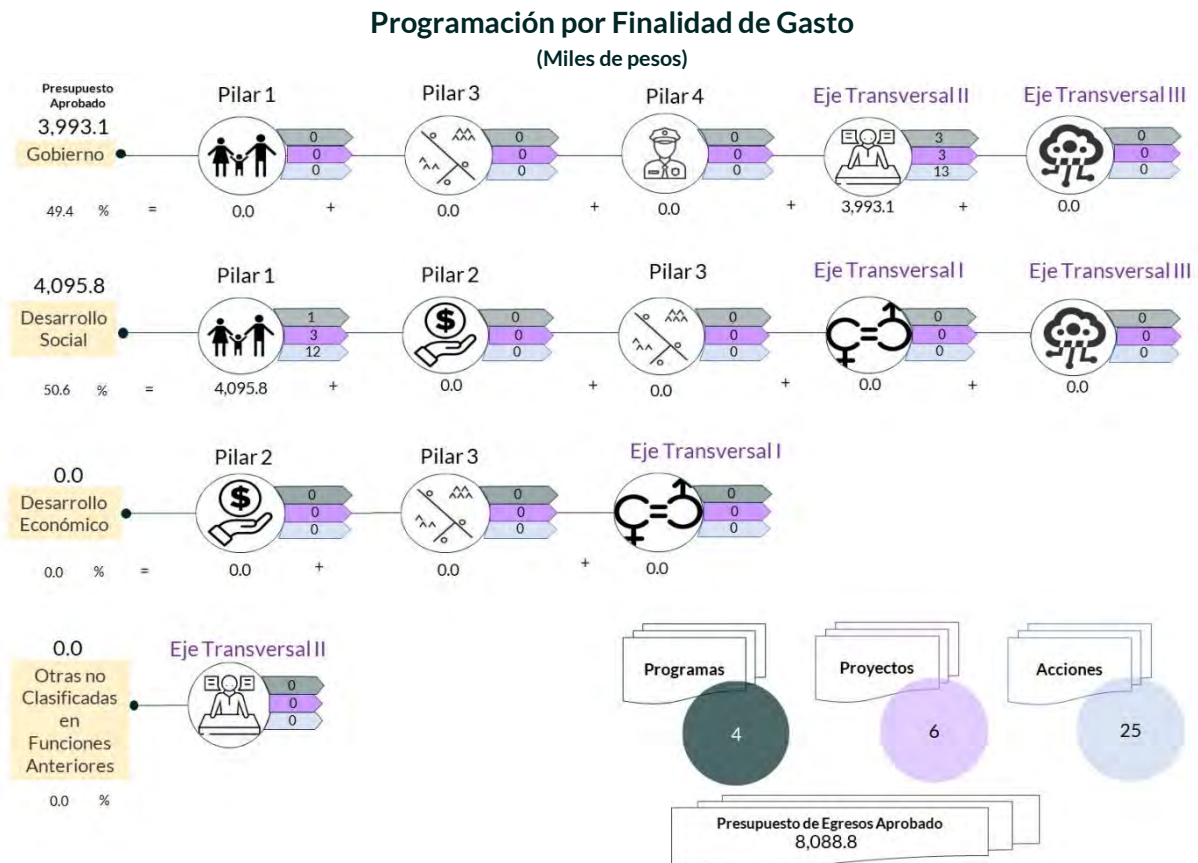 Programación por Finalidad de Gasto
(Miles de pesos)
Presupuesto
Aprobado
3,993.1
Gobierno
49.4 % =
Pilar 1
0
0
0
0.0
+
Pilar 3
0
0
0
0.0
+
Pilar 4
0
0
0
0.0
+
Eje Transversal II
3
3
13
3,993.1
+
Eje Transversal III
0
0
0
0.0
4,095.8
Desarrollo
Social
50.6 % =
Pilar 1
1
3
12
4,095.8
+
Pilar 2
$
0
0
0
0.0
+
Pilar 3
0
0
0
0.0
+
Eje Transversal I
0
0
0
0.0
+
Eje Transversal III
0
0
0
0.0
0.0
Desarrollo
Económico
0.0 % =
Pilar 2
$
0
0
0
0.0
+
Pilar 3
0
0
0
0.0
+
Eje Transversal I
0
0
0
0.0
0.0
Otras no
Clasificadas
en
Funciones
Anteriores
0.0 %
Eje Transversal II
0
0
0
Programas
4
Proyectos
6
Acciones
25
Presupuesto de Egresos Aprobado
8,088.8